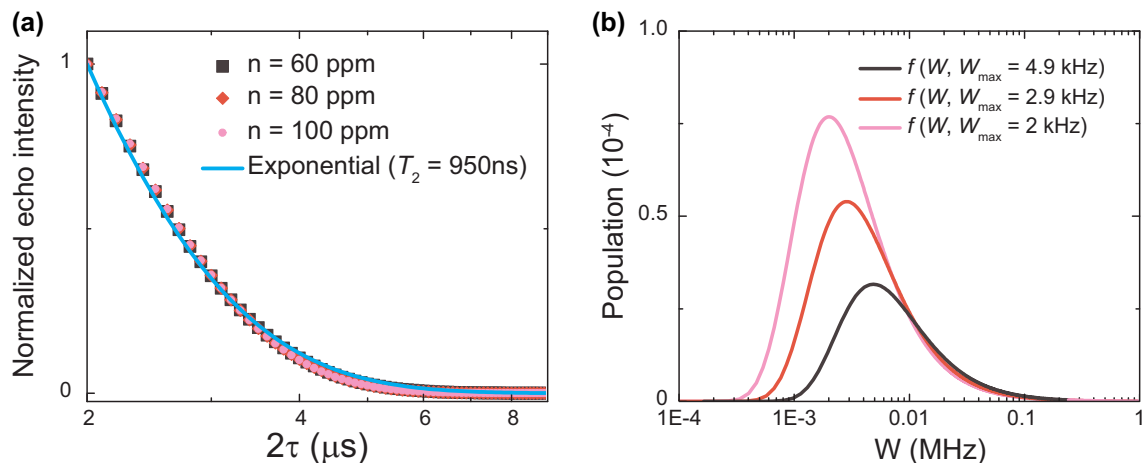 (a)
Normalized echo intensity
1
0
n = 60 ppm
n = 80 ppm
n = 100 ppm
Exponential (T2 = 950ns)
2 4 6 8
2τ (μs)
(b)
Population (10-4)
1.0
0.5
0.0
f (W, Wmax = 4.9 kHz)
f (W, Wmax = 2.9 kHz)
f (W, Wmax = 2 kHz)
1E-4 1E-3 0.01 0.1 1
W (MHz)